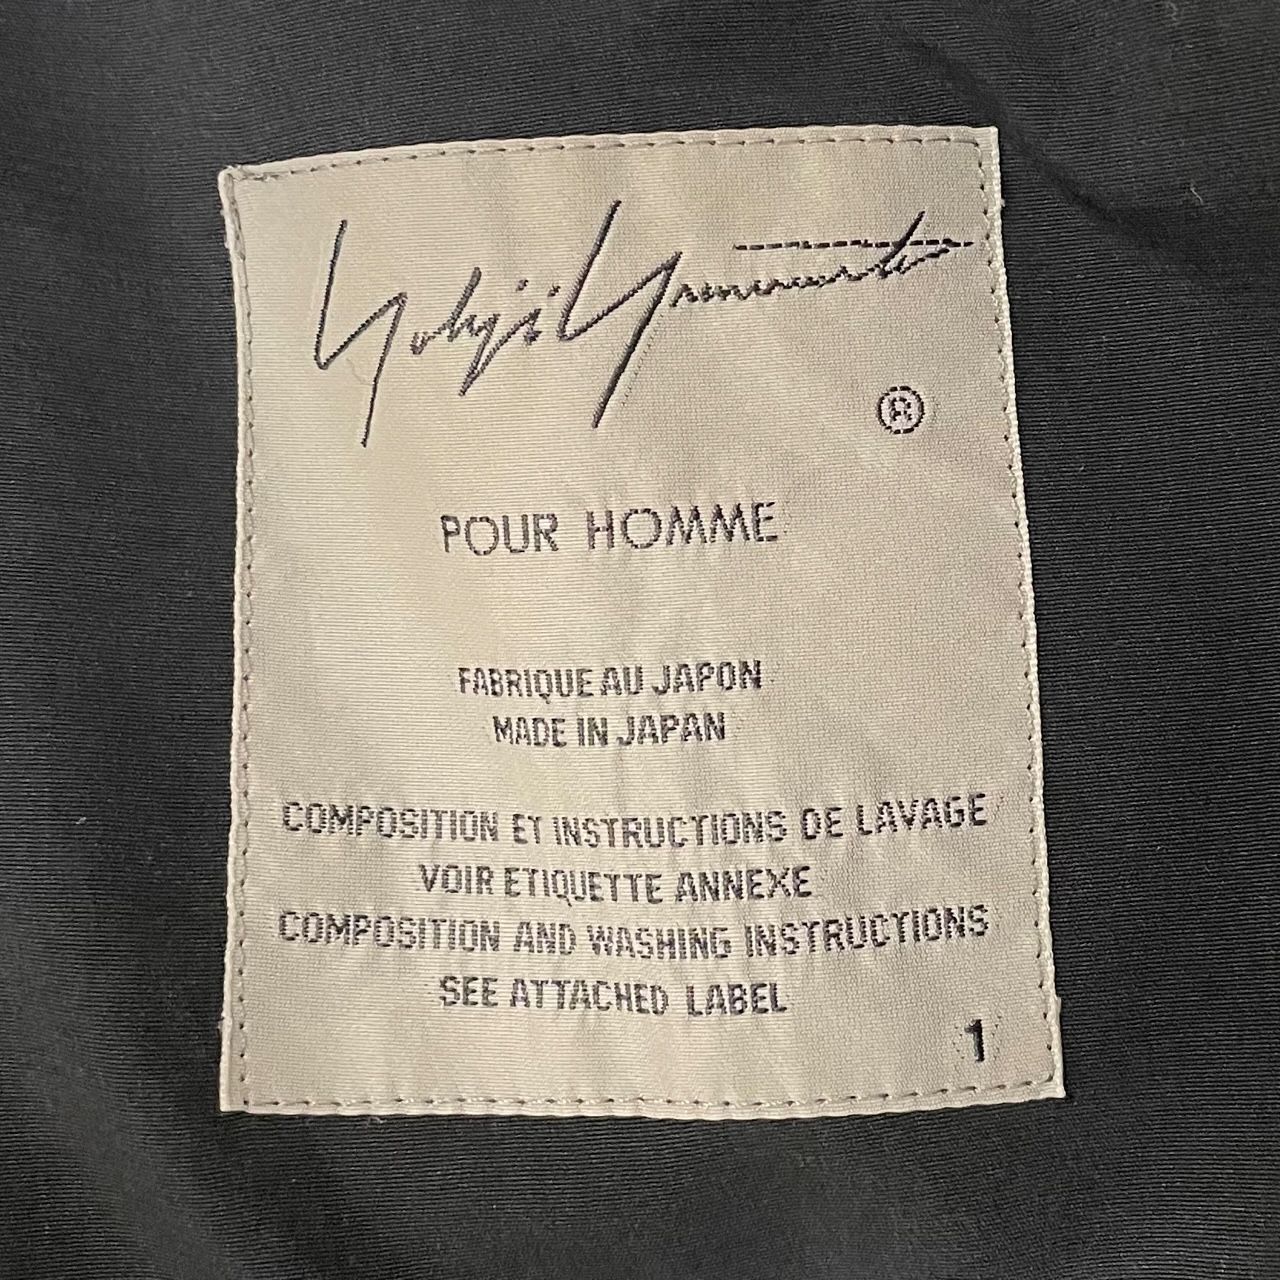 Yohji Yamamoto
®
POUR HOMME
FABRIQUE AU JAPON
MADE IN JAPAN
COMPOSITION ET INSTRUCTIONS DE LAVAGE
VOIR ETIQUETTE ANNEXE
COMPOSITION AND WASHING INSTRUCTIONS
SEE ATTACHED LABEL
1